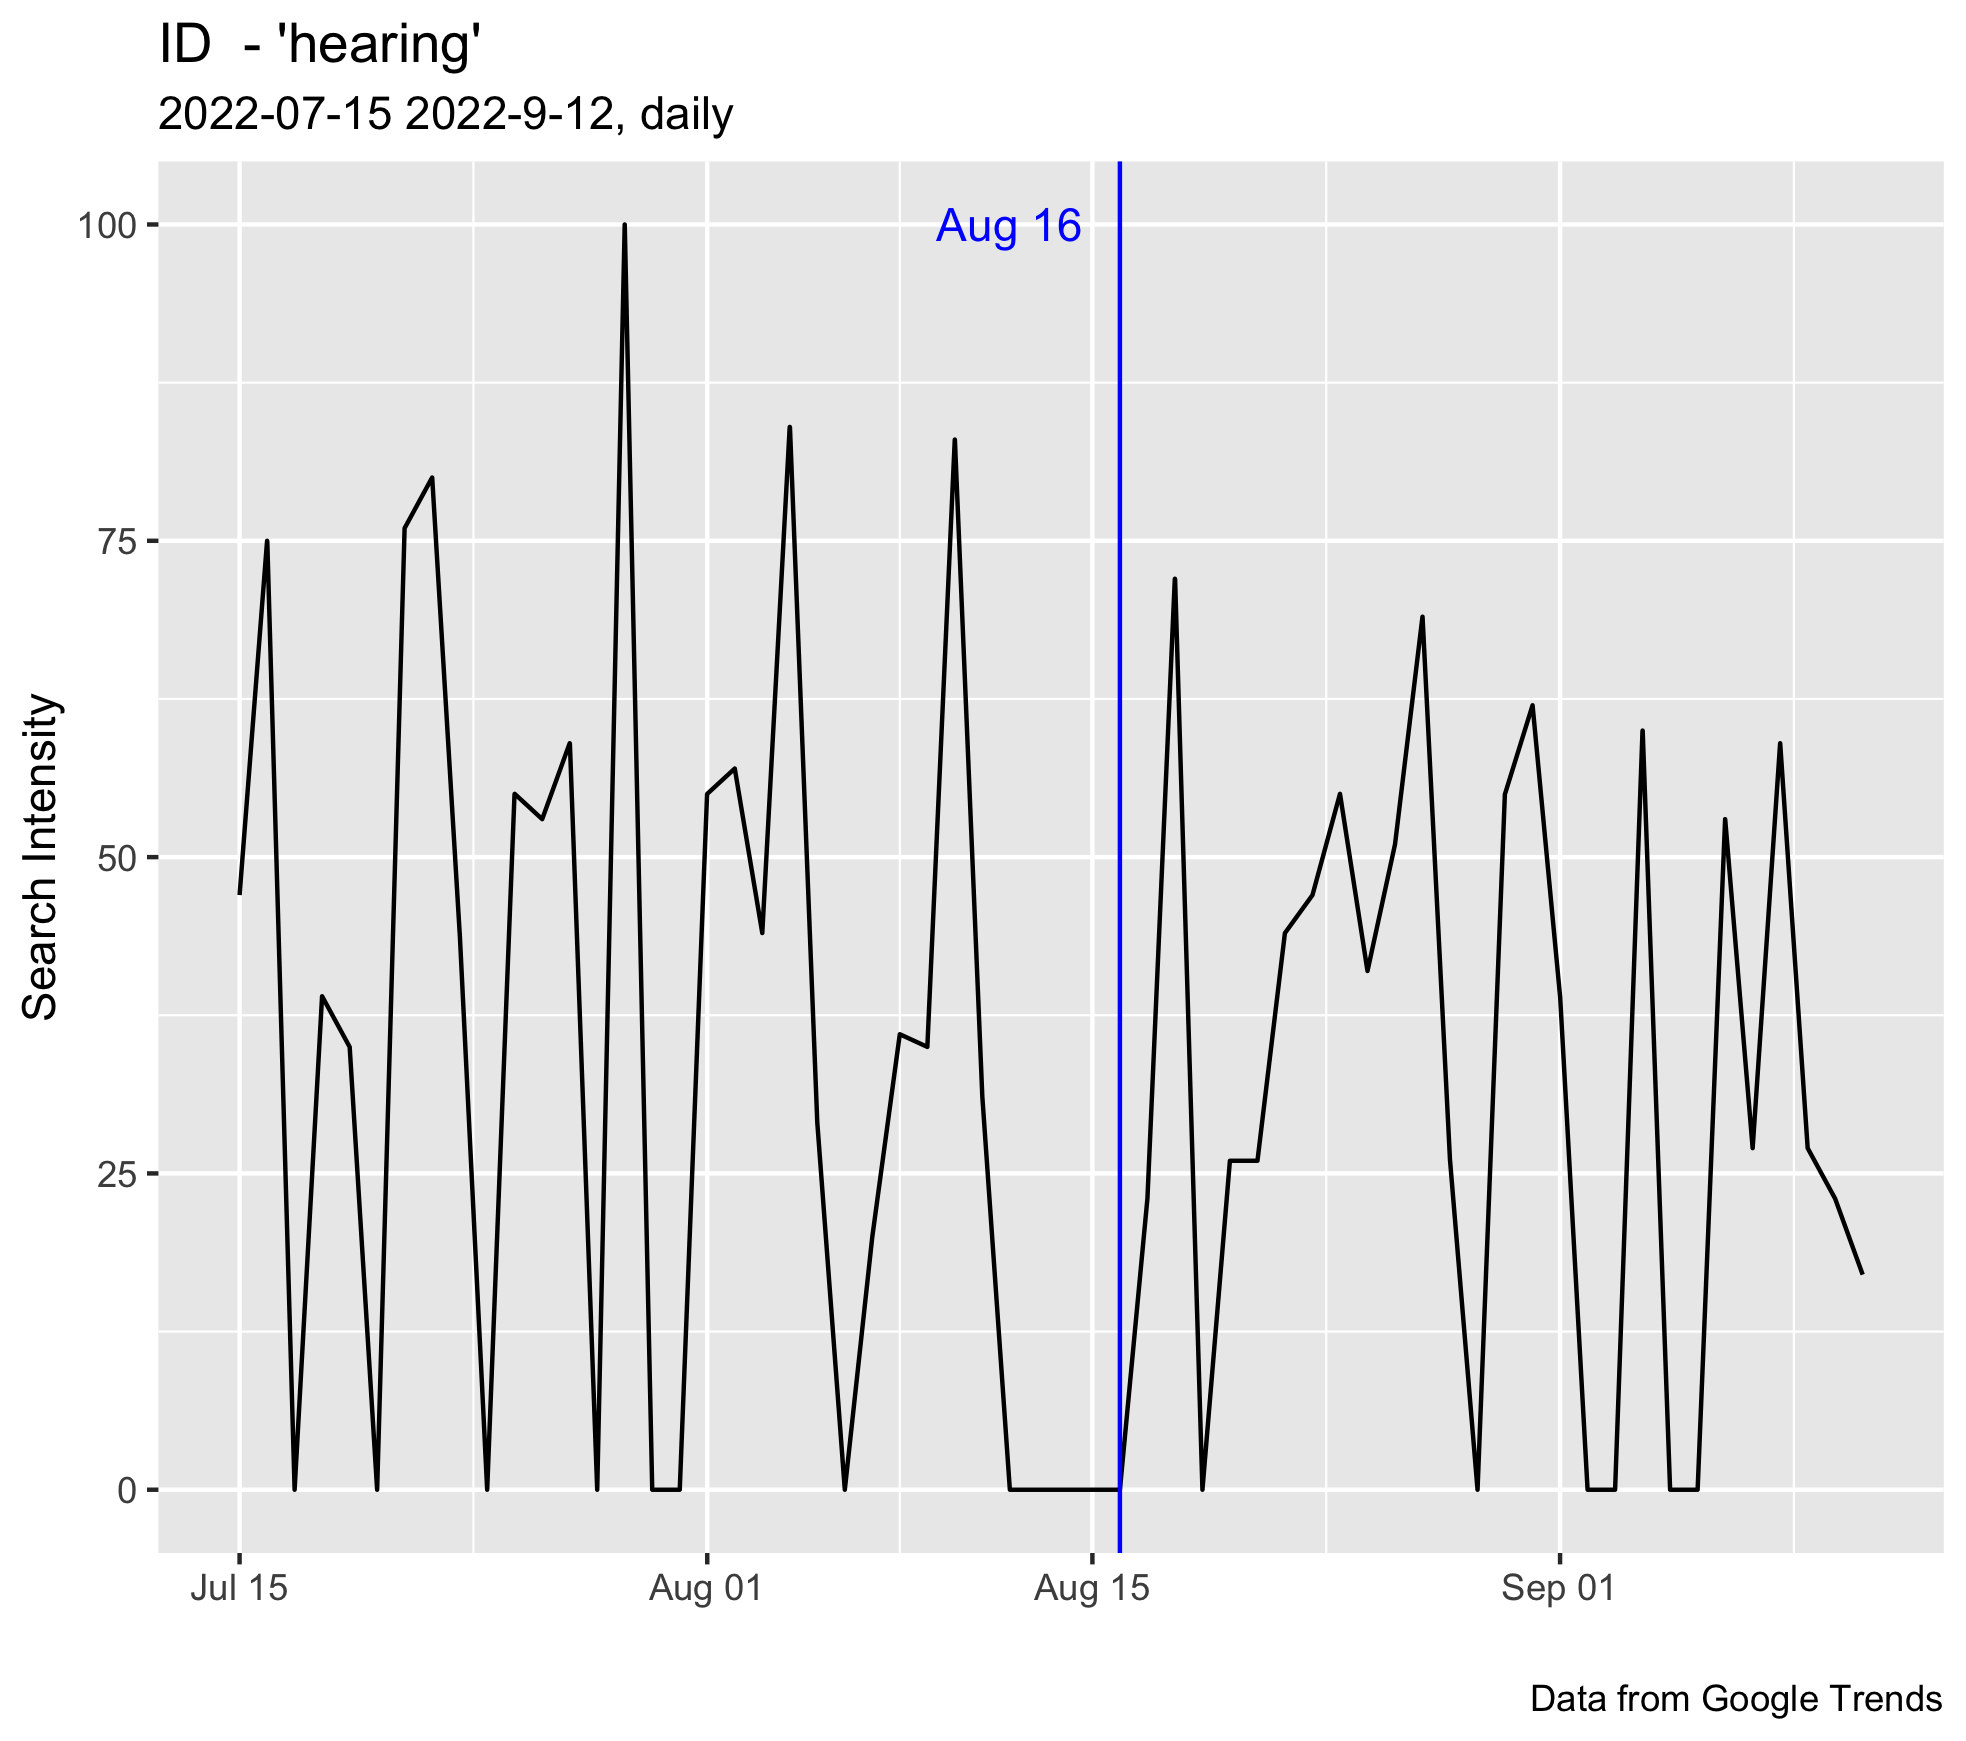 ID  - 'hearing'
2022-07-15 2022-9-12, daily
Aug 16
100
75
50
25
0
Search Intensity
Jul 15
Aug 01
Aug 15
Sep 01
Data from Google Trends